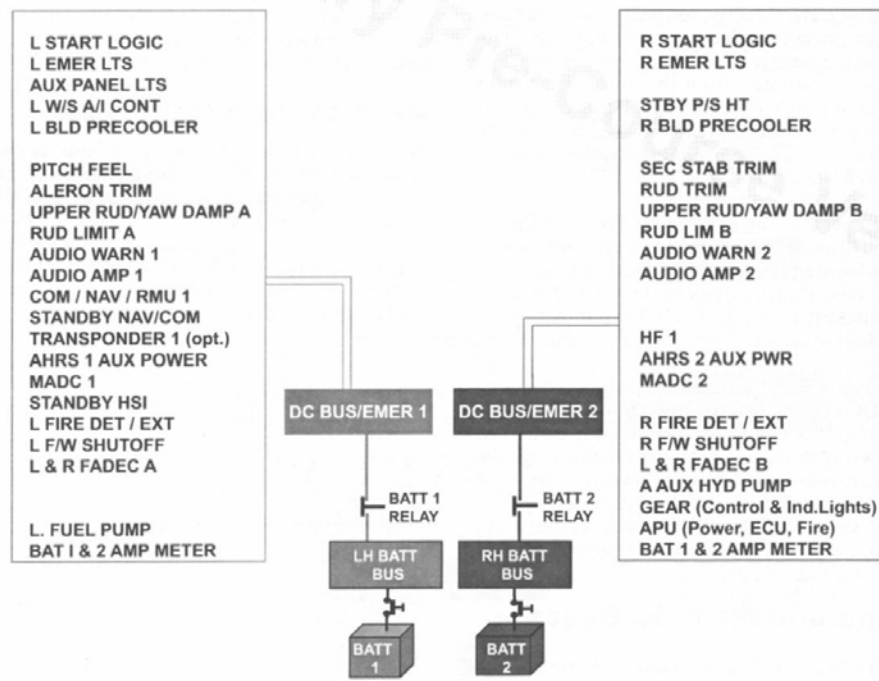 L START LOGIC
L EMER LTS
AUX PANEL LTS
L W/S A/I CONT
L BLD PRECOOLER
PITCH FEEL
ALERON TRIM
UPPER RUD/YAW DAMP A
RUD LIMIT A
AUDIO WARN 1
AUDIO AMP 1
COM / NAV / RMU 1
STANDBY NAV/COM
TRANSPONDER 1 (opt.)
AHRS 1 AUX POWER
MADC 1
STANDBY HSI
L FIRE DET / EXT
L F/W SHUTOFF
L & R FADEC A
L. FUEL PUMP
BAT I & 2 AMP METER
R START LOGIC
R EMER LTS
STBY P/S HT
R BLD PRECOOLER
SEC STAB TRIM
RUD TRIM
UPPER RUD/YAW DAMP B
RUD LIM B
AUDIO WARN 2
AUDIO AMP 2
HF 1
AHRS 2 AUX PWR
MADC 2
R FIRE DET / EXT
R F/W SHUTOFF
L & R FADEC B
A AUX HYD PUMP
GEAR (Control & Ind.Lights)
APU (Power, ECU, Fire)
BAT 1 & 2 AMP METER
DC BUS/EMER 1
DC BUS/EMER 2
BATT 1
RELAY
BATT 2
RELAY
LH BATT
BUS
RH BATT
BUS
BATT
1
BATT
2
Pre-Course